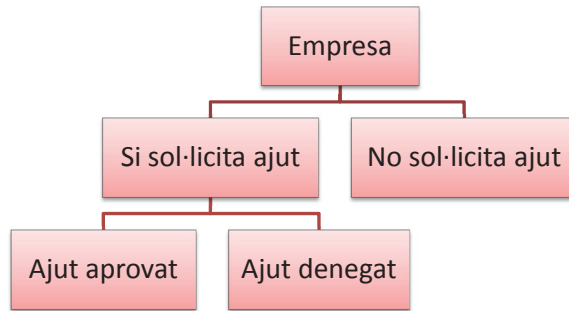 Empresa
Si sol·licita ajut
No sol·licita ajut
Ajut aprovat
Ajut denegat